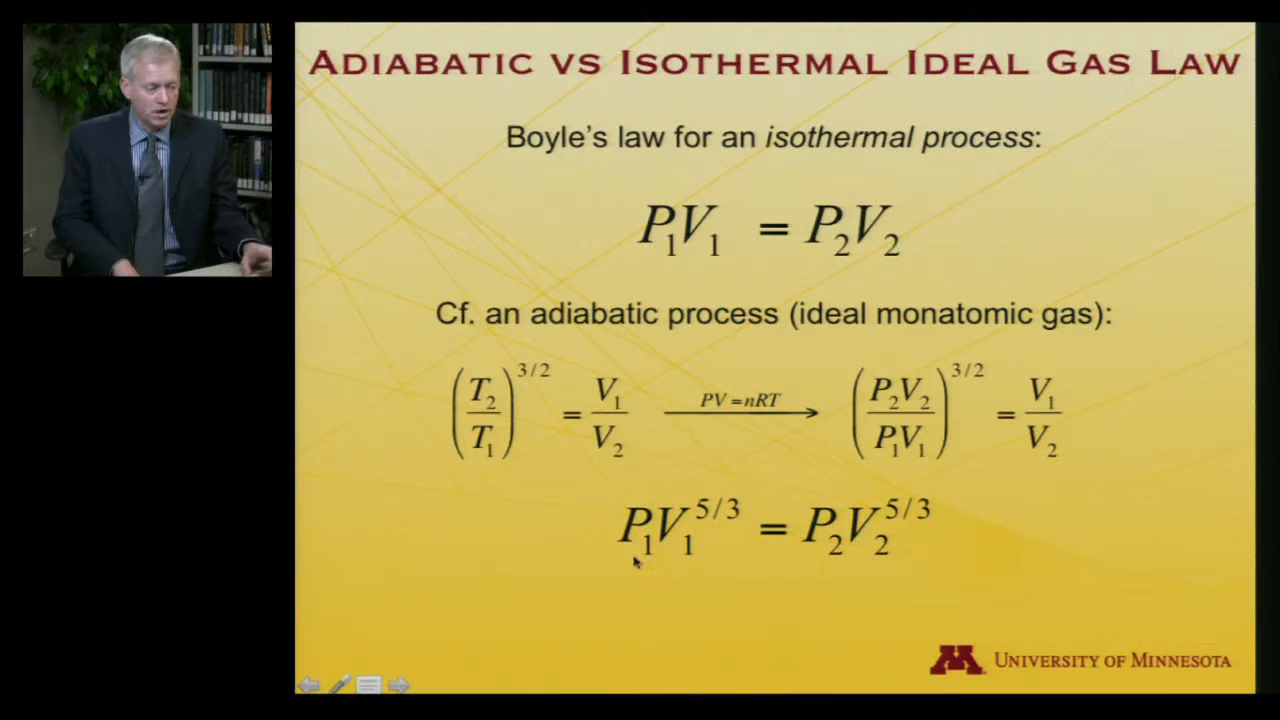 ADIABATIC VS ISOTHERMAL IDEAL GAS LAW
Boyle's law for an isothermal process:
P₁V₁ = P₂V₂
Cf. an adiabatic process (ideal monatomic gas):
(T₂/T₁)^3/2 = V₁/V₂ PV=nRT → (P₂V₂/P₁V₁)^3/2 = V₁/V₂
P₁V₁^5/3 = P₂V₂^5/3
M UNIVERSITY OF MINNESOTA